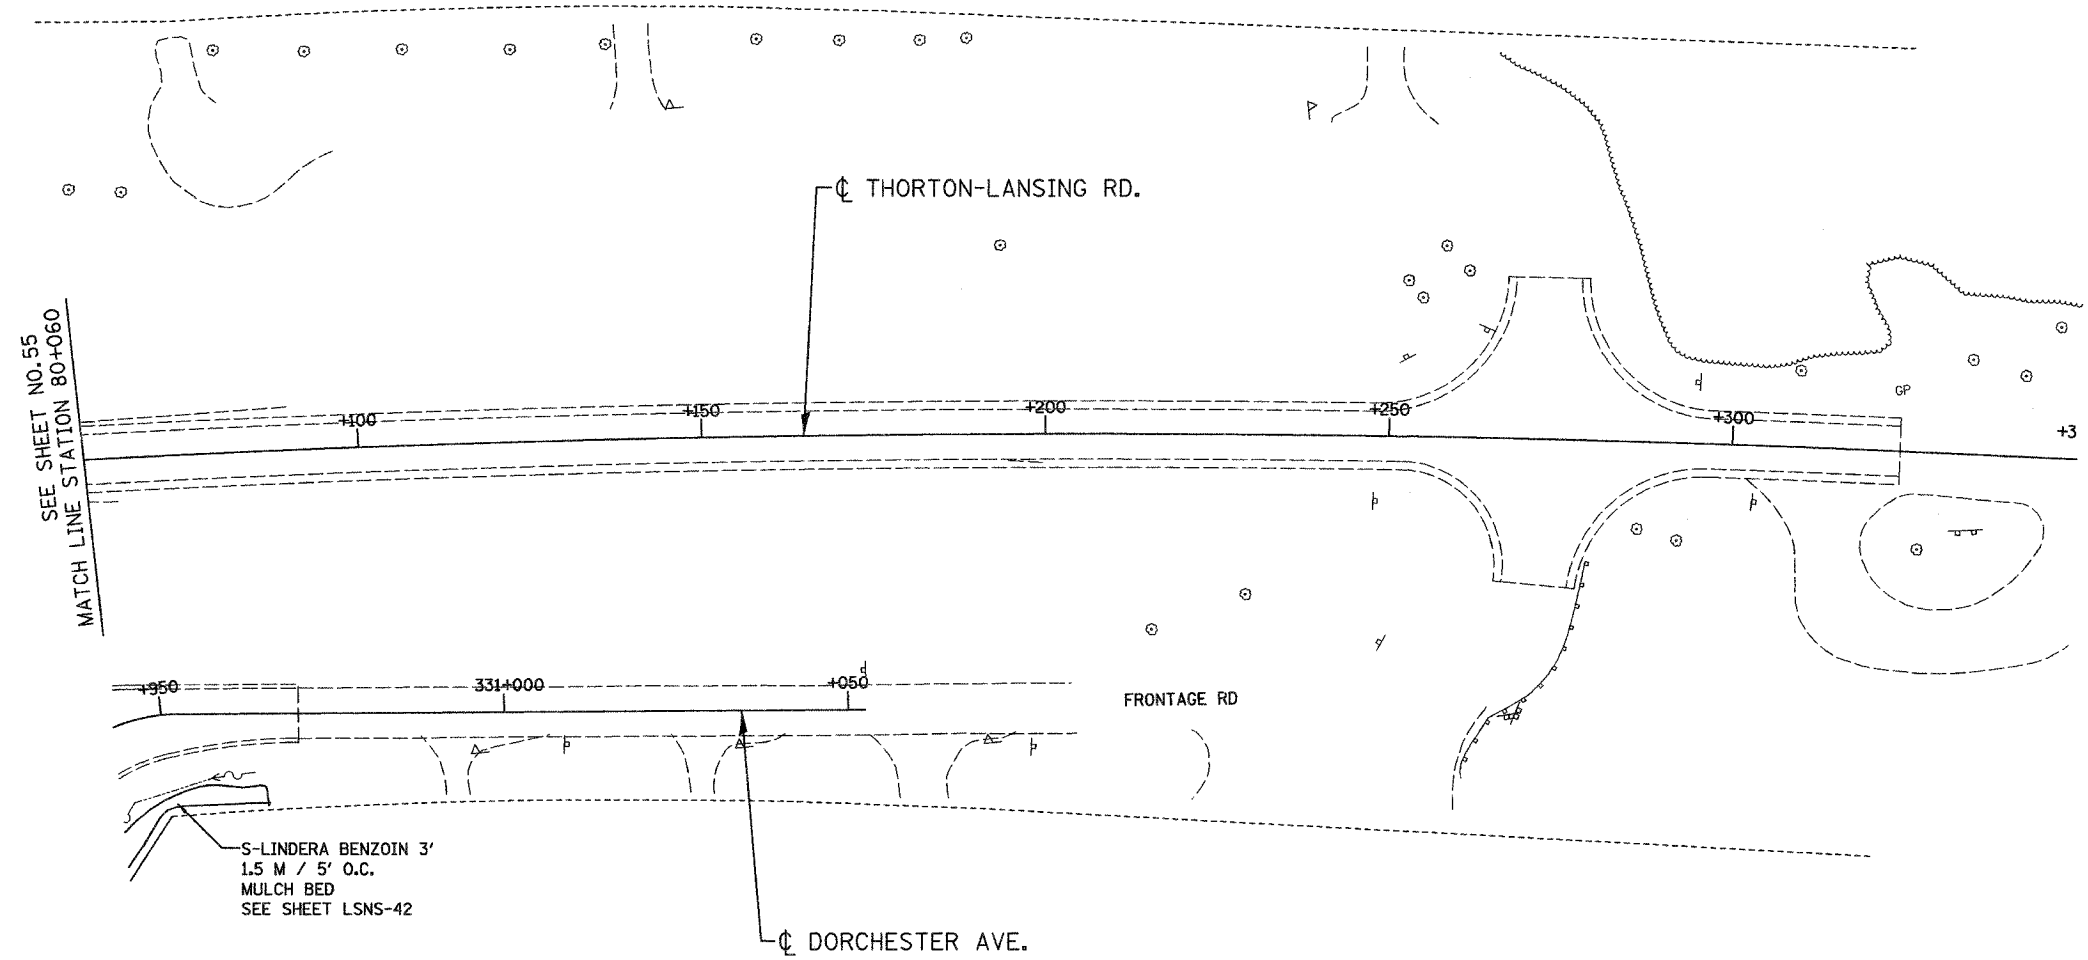 ℄ THORTON-LANSING RD.
SEE SHEET NO.55
MATCH LINE STATION 80+060
+100
+150
+200
+250
+300
+3
GP
+950
331+000
+050
FRONTAGE RD
S-LINDERA BENZOIN 3'
1.5 M / 5' O.C.
MULCH BED
SEE SHEET LSNS-42
℄ DORCHESTER AVE.